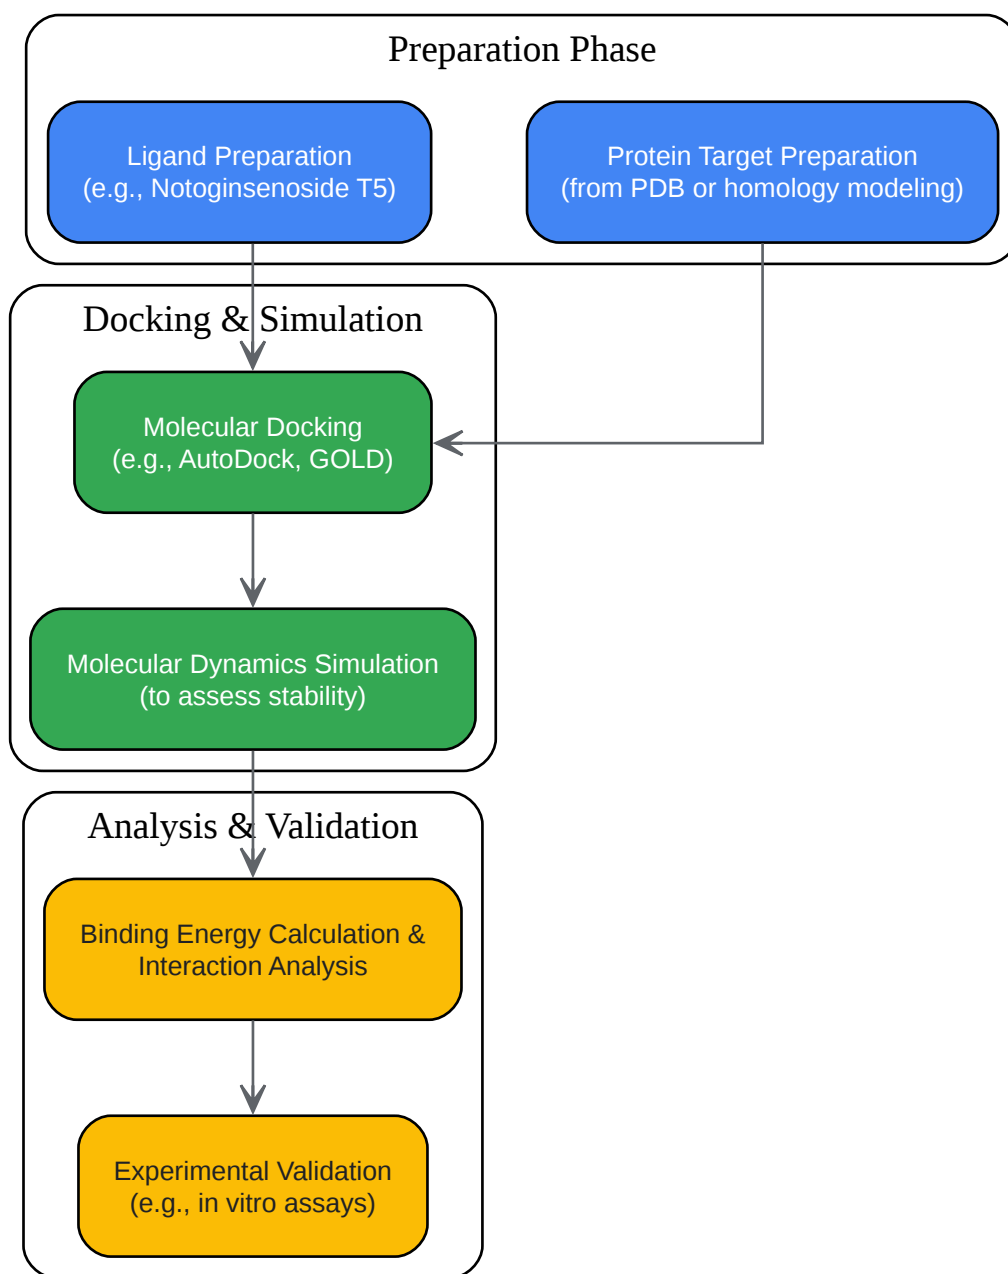 Preparation Phase
Ligand Preparation
(e.g., Notoginsenoside T5)
Protein Target Preparation
(from PDB or homology modeling)
Docking & Simulation
Molecular Docking
(e.g., AutoDock, GOLD)
Molecular Dynamics Simulation
(to assess stability)
Analysis & Validation
Binding Energy Calculation &
Interaction Analysis
Experimental Validation
(e.g., in vitro assays)